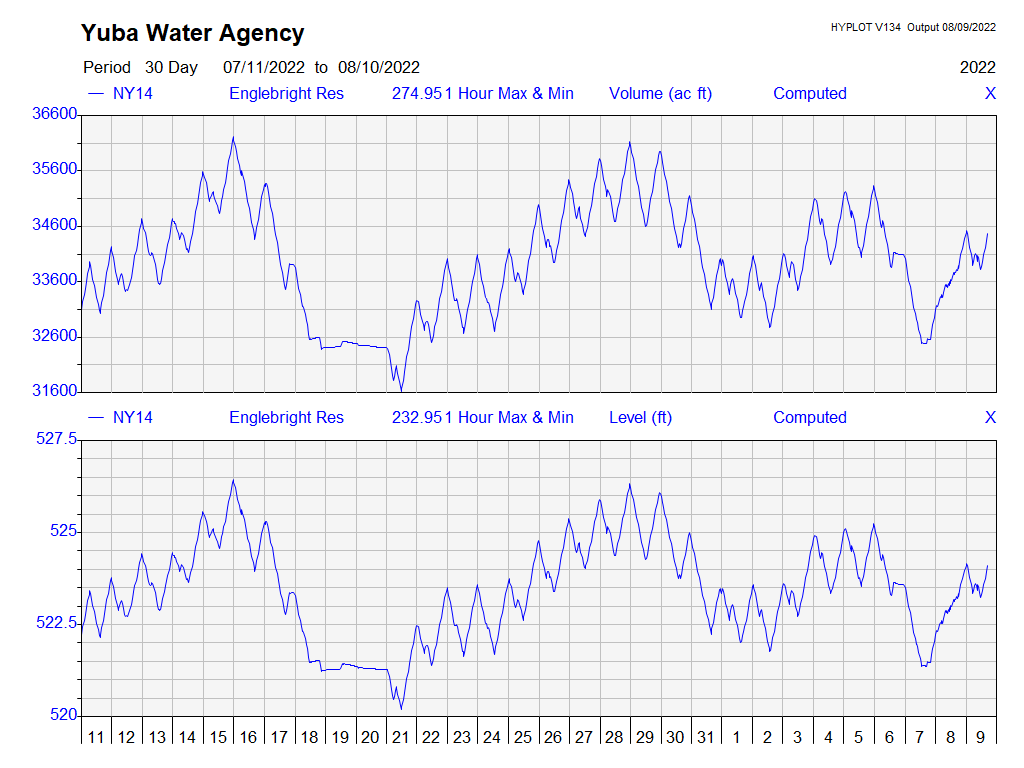 Yuba Water Agency
HYPLOT V134 Output 08/09/2022
Period 30 Day 07/11/2022 to 08/10/2022
2022
NY14 Englebright Res 274.951 Hour Max & Min Volume (ac ft) Computed X
36600
35600
34600
33600
32600
31600
NY14 Englebright Res 232.951 Hour Max & Min Level (ft) Computed X
527.5
525
522.5
520
11 12 13 14 15 16 17 18 19 20 21 22 23 24 25 26 27 28 29 30 31 1 2 3 4 5 6 7 8 9